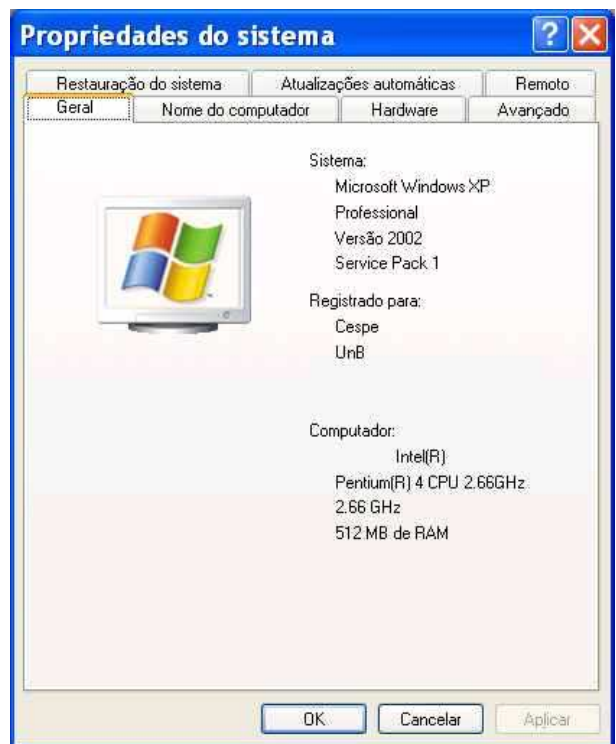 Propriedades do sistema
Restauração do sistema
Atualizações automáticas
Remoto
Geral
Nome do computador
Hardware
Avançado
Sistema:
Microsoft Windows XP
Professional
Versão 2002
Service Pack 1
Registrado para:
Cespe
UnB
Computador:
Intel(R)
Pentium(R) 4 CPU 2.66GHz
2.66 GHz
512 MB de RAM
OK
Cancelar
Aplicar